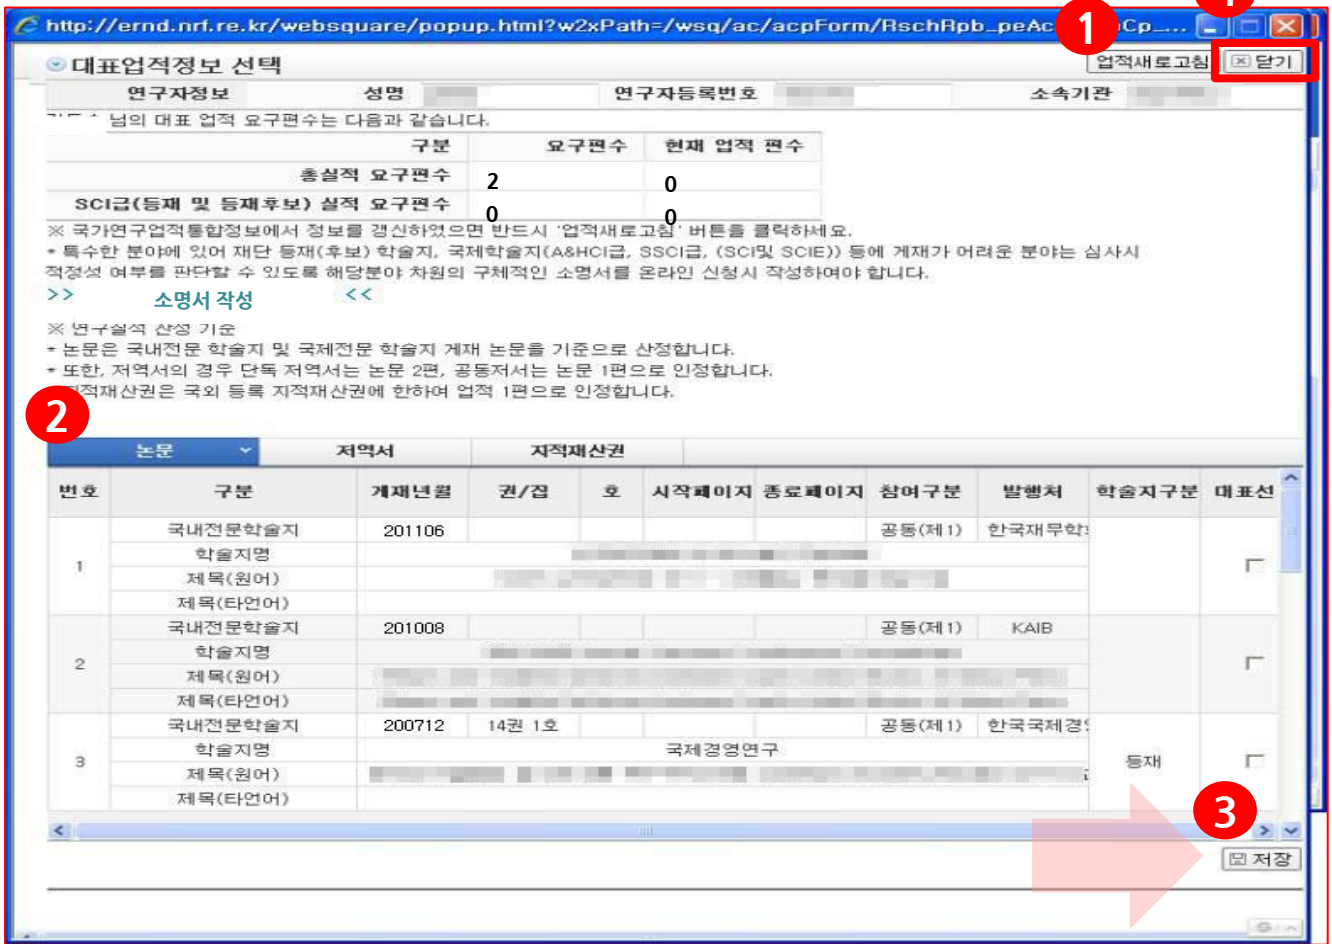 http://ernd.nrf.re.kr/websquare/popup.html?w2xPath=/wsq/ac/acpForm/RschRpb_peAc Cp_...
1
대표업적정보 선택 업적새로고침 닫기
연구자정보 성명 연구자등록번호 소속기관
님의 대표 업적 요구편수는 다음과 같습니다.
구분 요구편수 현재 업적 편수
총실적 요구편수 2 0
SCI급(등재 및 등재후보) 실적 요구편수 0 0
※ 국가연구업적통합정보에서 정보를 갱신하였으면 반드시 '업적새로고침' 버튼을 클릭하세요.
* 특수한 분야에 있어 재단 등재(후보) 학술지, 국제학술지(A&HCI급, SSCI급, (SCI및 SCIE)) 등에 게재가 어려운 분야는 심사시
적정성 여부를 판단할 수 있도록 해당분야 차원의 구체적인 소명서를 온라인 신청시 작성하여야 합니다.
>> 소명서 작성 <<
※ 연구실적 산정 기준
* 논문은 국내전문 학술지 및 국제전문 학술지 게재 논문을 기준으로 산정합니다.
* 또한, 저역서의 경우 단독 저역서는 논문 2편, 공동저서는 논문 1편으로 인정합니다.
지적재산권은 국외 등록 지적재산권에 한하여 업적 1편으로 인정합니다.
2
논문 저역서 지적재산권
번호 구분 게재년월 권/집 호 시작페이지 종료페이지 참여구분 발행처 학술지구분 대표선
국내전문학술지 201106 공동(제1) 한국재무학
학술지명
1
제목(원어)
제목(타언어)
국내전문학술지 201008 공동(제1) KAIB
학술지명
2
제목(원어)
제목(타언어)
국내전문학술지 200712 14권 1호 공동(제1) 한국국제경
학술지명 국제경영연구
3 등재
제목(원어)
제목(타언어)
3
저장